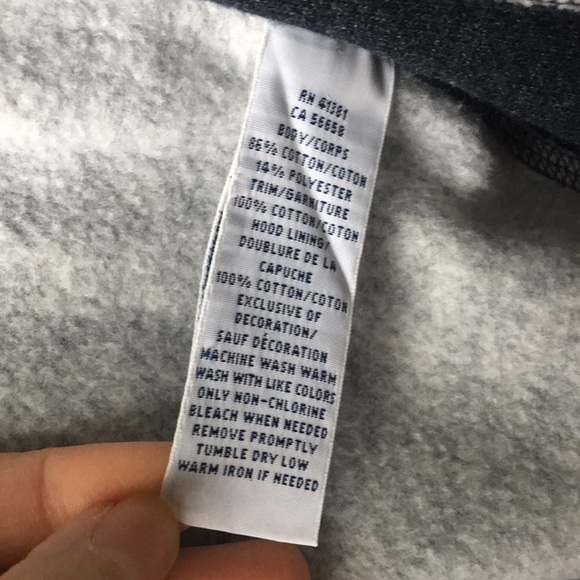 RN 41381
CA 56658
BODY/CORPS
86% COTTON/COTON
14% POLYESTER
TRIM/GARNITURE
100% COTTON/COTON
HOOD LINING/
DOUBLURE DE LA
CAPUCHE
100% COTTON/COTON
EXCLUSIVE OF
DECORATION/
SAUF DÉCORATION
MACHINE WASH WARM
WASH WITH LIKE COLORS
ONLY NON-CHLORINE
BLEACH WHEN NEEDED
REMOVE PROMPTLY
TUMBLE DRY LOW
WARM IRON IF NEEDED